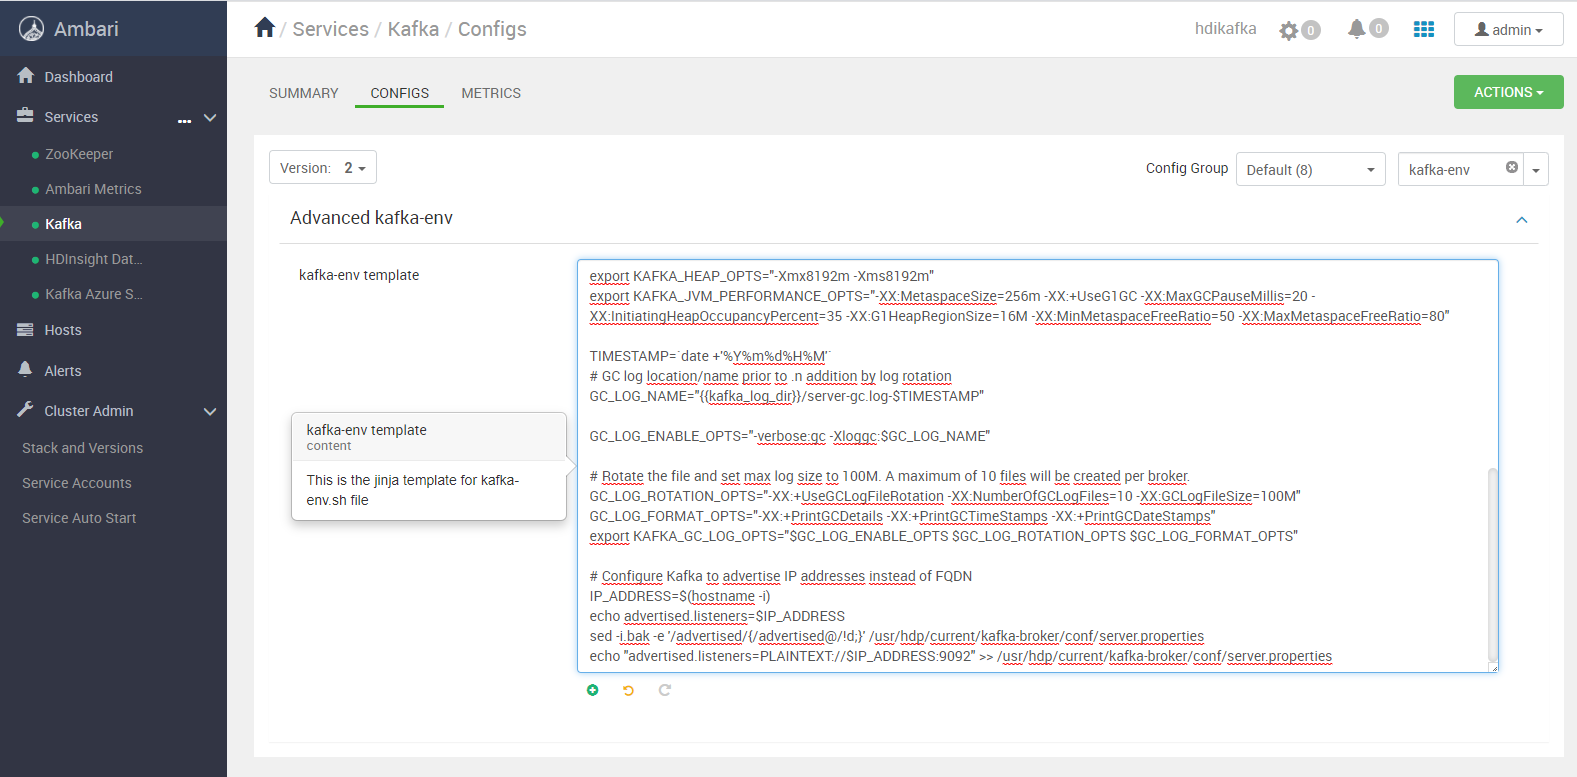 Ambari
Dashboard
Services ...
ZooKeeper
Ambari Metrics
Kafka
HDInsight Dat...
Kafka Azure S...
Hosts
Alerts
Cluster Admin
Stack and Versions
Service Accounts
Service Auto Start
/ Services / Kafka / Configs
hdikafka 0 0 admin
SUMMARY CONFIGS METRICS
ACTIONS
Version: 2
Config Group Default (8) kafka-env
Advanced kafka-env
kafka-env template
export KAFKA_HEAP_OPTS="-Xmx8192m -Xms8192m"
export KAFKA_JVM_PERFORMANCE_OPTS="-XX:MetaspaceSize=256m -XX:+UseG1GC -XX:MaxGCPauseMillis=20 -
XX:InitiatingHeapOccupancyPercent=35 -XX:G1HeapRegionSize=16M -XX:MinMetaspaceFreeRatio=50 -XX:MaxMetaspaceFreeRatio=80"
TIMESTAMP=`date +'%Y%m%d%H%M'`
# GC log location/name prior to .n addition by log rotation
GC_LOG_NAME="{{kafka_log_dir}}/server-gc.log-$TIMESTAMP"
GC_LOG_ENABLE_OPTS="-verbose:gc -Xloggc:$GC_LOG_NAME"
# Rotate the file and set max log size to 100M. A maximum of 10 files will be created per broker.
GC_LOG_ROTATION_OPTS="-XX:+UseGCLogFileRotation -XX:NumberOfGCLogFiles=10 -XX:GCLogFileSize=100M"
GC_LOG_FORMAT_OPTS="-XX:+PrintGCDetails -XX:+PrintGCTimeStamps -XX:+PrintGCDateStamps"
export KAFKA_GC_LOG_OPTS="$GC_LOG_ENABLE_OPTS $GC_LOG_ROTATION_OPTS $GC_LOG_FORMAT_OPTS"
# Configure Kafka to advertise IP addresses instead of FQDN
IP_ADDRESS=$(hostname -i)
echo advertised.listeners=$IP_ADDRESS
sed -i.bak -e '/advertised/{/advertised@/!d;}' /usr/hdp/current/kafka-broker/conf/server.properties
echo "advertised.listeners=PLAINTEXT://$IP_ADDRESS:9092" >> /usr/hdp/current/kafka-broker/conf/server.properties
kafka-env template
content
This is the jinja template for kafka-
env.sh file